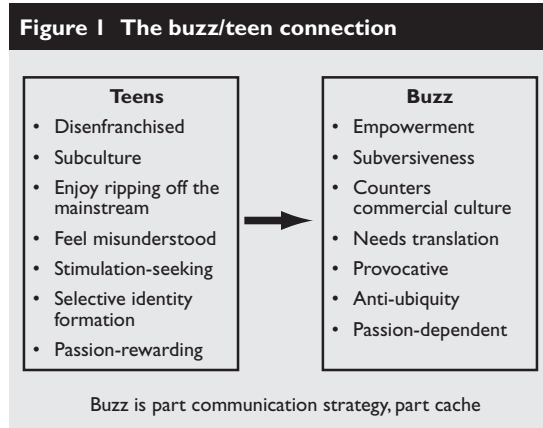 Figure 1 The buzz/teen connection
Teens
• Disenfranchised
• Subculture
• Enjoy ripping off the
mainstream
• Feel misunderstood
• Stimulation-seeking
• Selective identity
formation
• Passion-rewarding
Buzz
• Empowerment
• Subversiveness
• Counters
commercial culture
• Needs translation
• Provocative
• Anti-ubiquity
• Passion-dependent
Buzz is part communication strategy, part cache